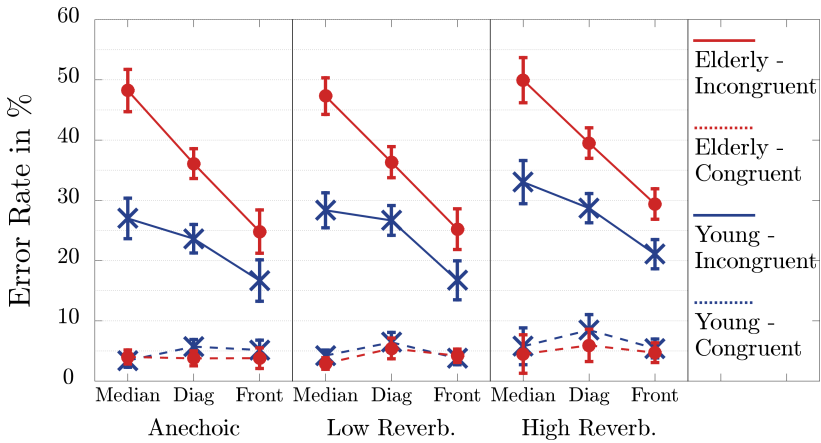 Error Rate in %
60
50
40
30
20
10
0
Median Diag Front Median Diag Front Median Diag Front
Anechoic Low Reverb. High Reverb.
Elderly -
Incongruent
Elderly -
Congruent
Young -
Incongruent
Young -
Congruent